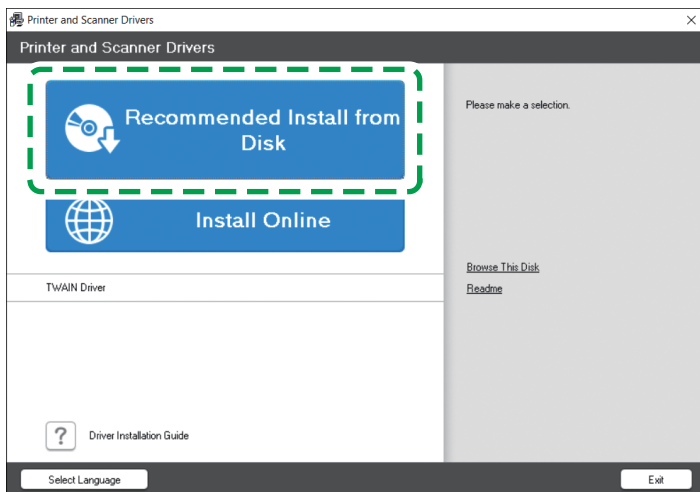 Printer and Scanner Drivers
Printer and Scanner Drivers
Recommended Install from
Disk
Please make a selection.
Install Online
Browse This Disk
TWAIN Driver
Readme
?
Driver Installation Guide
Select Language
Exit